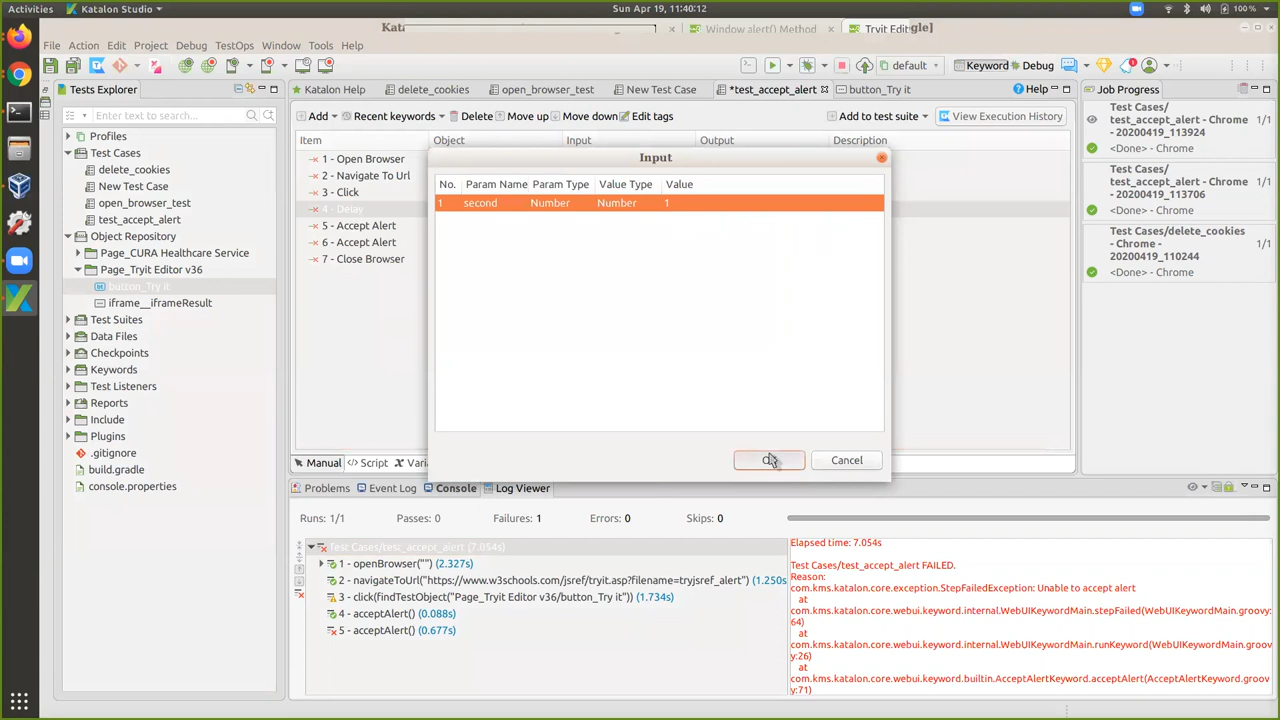 Activities Katalon Studio Sun Apr 19, 11:40:12 100%
Window alert() Method Tryit Edit gle]
File Action Edit Project Debug TestOps Window Tools Help
default Keyword Debug 1
Tests Explorer
Enter text to search...
Profiles
Test Cases
delete_cookies
New Test Case
open_browser_test
test_accept_alert
Object Repository
Page_CURA Healthcare Service
Page_Tryit Editor v36
button_Try it
iframe__iframeResult
Test Suites
Data Files
Checkpoints
Keywords
Test Listeners
Reports
Include
Plugins
.gitignore
build.gradle
console.properties
Katalon Help delete_cookies open_browser_test New Test Case *test_accept_alert button_Try it Help
Add Recent keywords Delete Move up Move down Edit tags Add to test suite View Execution History
Item Object Input Output Description
1 - Open Browser
2 - Navigate To Url
3 - Click
4 - Delay
5 - Accept Alert
6 - Accept Alert
7 - Close Browser
Input
No. Param Name Param Type Value Type Value
1 second Number Number 1
Cancel
Manual Script
Job Progress
Test Cases/
test_accept_alert - Chrome 1/1
- 20200419_113924
<Done> - Chrome
Test Cases/
test_accept_alert - Chrome 1/1
- 20200419_113706
<Done> - Chrome
Test Cases/delete_cookies
- Chrome - 1/1
20200419_110244
<Done> - Chrome
Problems Event Log Console Log Viewer
Runs: 1/1 Passes: 0 Failures: 1 Errors: 0 Skips: 0
Test Cases/test_accept_alert (7.054s)
1 - openBrowser("") (2.327s)
2 - navigateToUrl("https://www.w3schools.com/jsref/tryit.asp?filename=tryjsref_alert") (1.250s
3 - click(findTestObject("Page_Tryit Editor v36/button_Try it")) (1.734s)
4 - acceptAlert() (0.088s)
5 - acceptAlert() (0.677s)
Elapsed time: 7.054s
Test Cases/test_accept_alert FAILED.
Reason:
com.kms.katalon.core.exception.StepFailedException: Unable to accept alert
at
com.kms.katalon.core.webui.keyword.internal.WebUIKeywordMain.stepFailed(WebUIKeywordMain.groovy:
64)
at
com.kms.katalon.core.webui.keyword.internal.WebUIKeywordMain.runKeyword(WebUIKeywordMain.groov
y:26)
at
com.kms.katalon.core.webui.keyword.builtin.AcceptAlertKeyword.acceptAlert(AcceptAlertKeyword.groov
y:71)